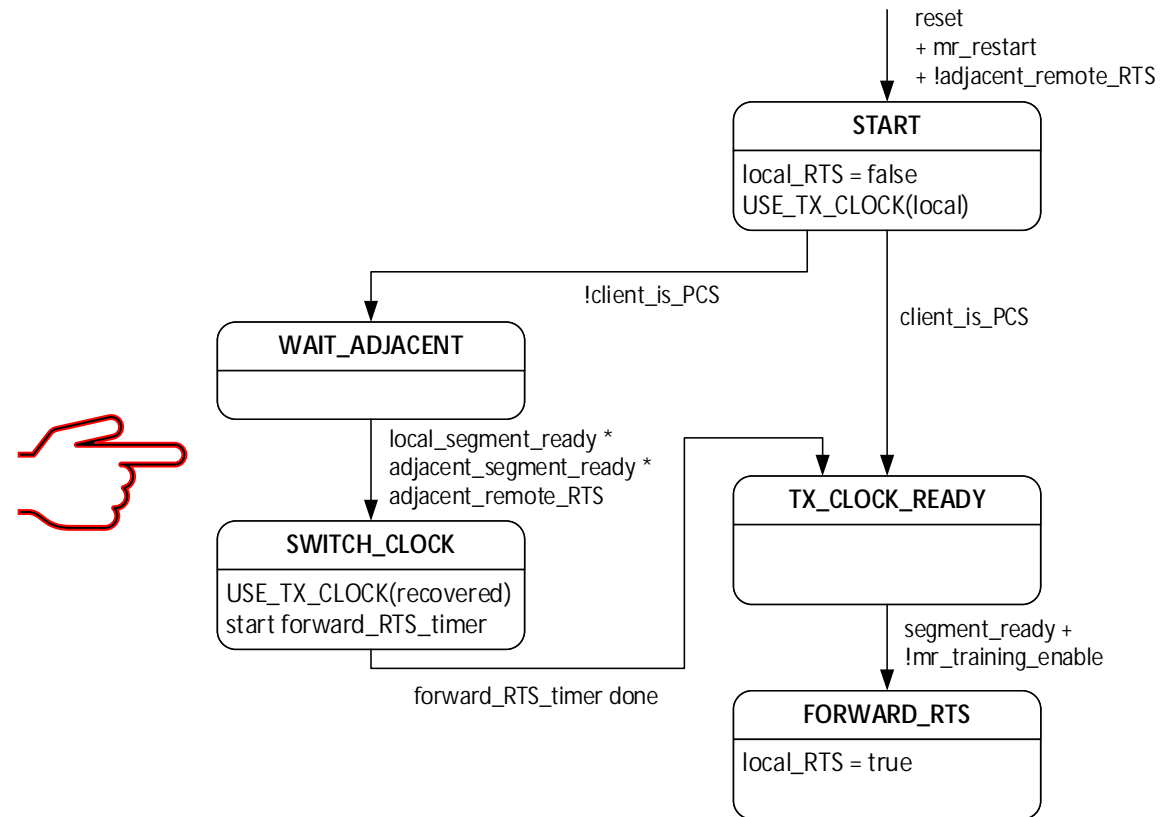 reset
+ mr_restart
+ !adjacent_remote_RTS
START
local_RTS = false
USE_TX_CLOCK(local)
!client_is_PCS
client_is_PCS
WAIT_ADJACENT
local_segment_ready *
adjacent_segment_ready *
adjacent_remote_RTS
TX_CLOCK_READY
SWITCH_CLOCK
USE_TX_CLOCK(recovered)
start forward_RTS_timer
segment_ready +
!mr_training_enable
forward_RTS_timer done
FORWARD_RTS
local_RTS = true